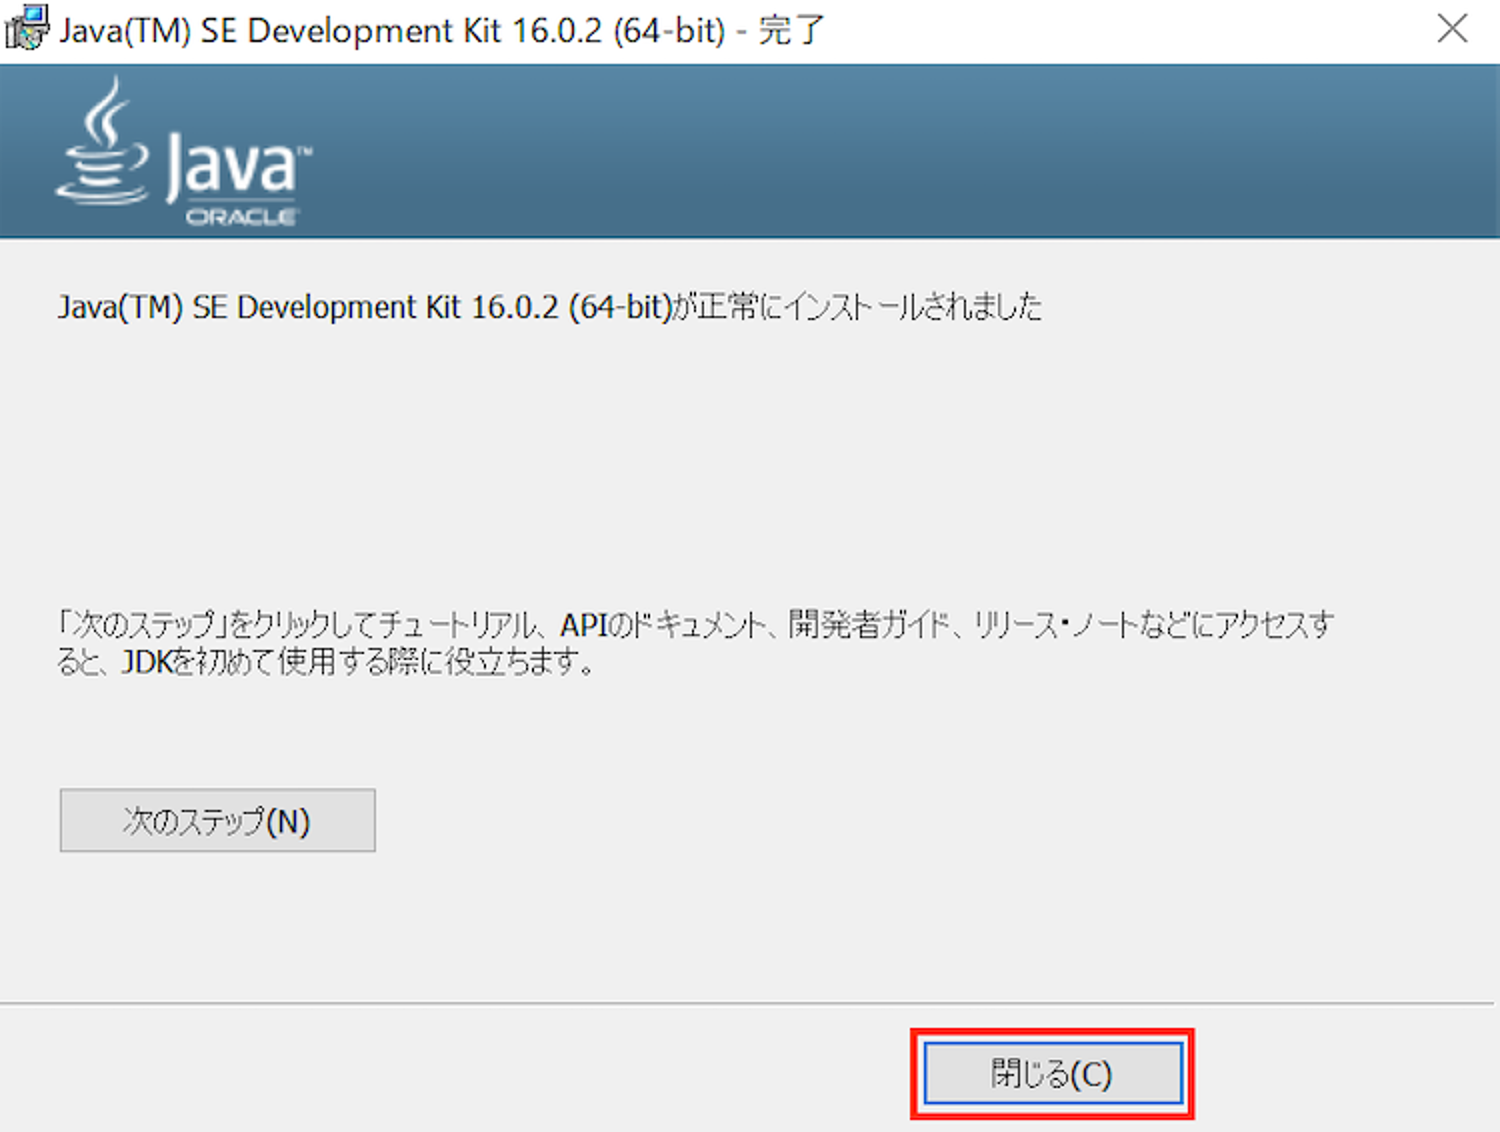 Java(TM) SE Development Kit 16.0.2 (64-bit) - 完了
Java™
ORACLE
Java(TM) SE Development Kit 16.0.2 (64-bit)が正常にインストールされました
「次のステップ」をクリックしてチュートリアル、APIのドキュメント、開発者ガイド、リリース・ノートなどにアクセスす
ると、JDKを初めて使用する際に役立ちます。
次のステップ(N)
閉じる(C)